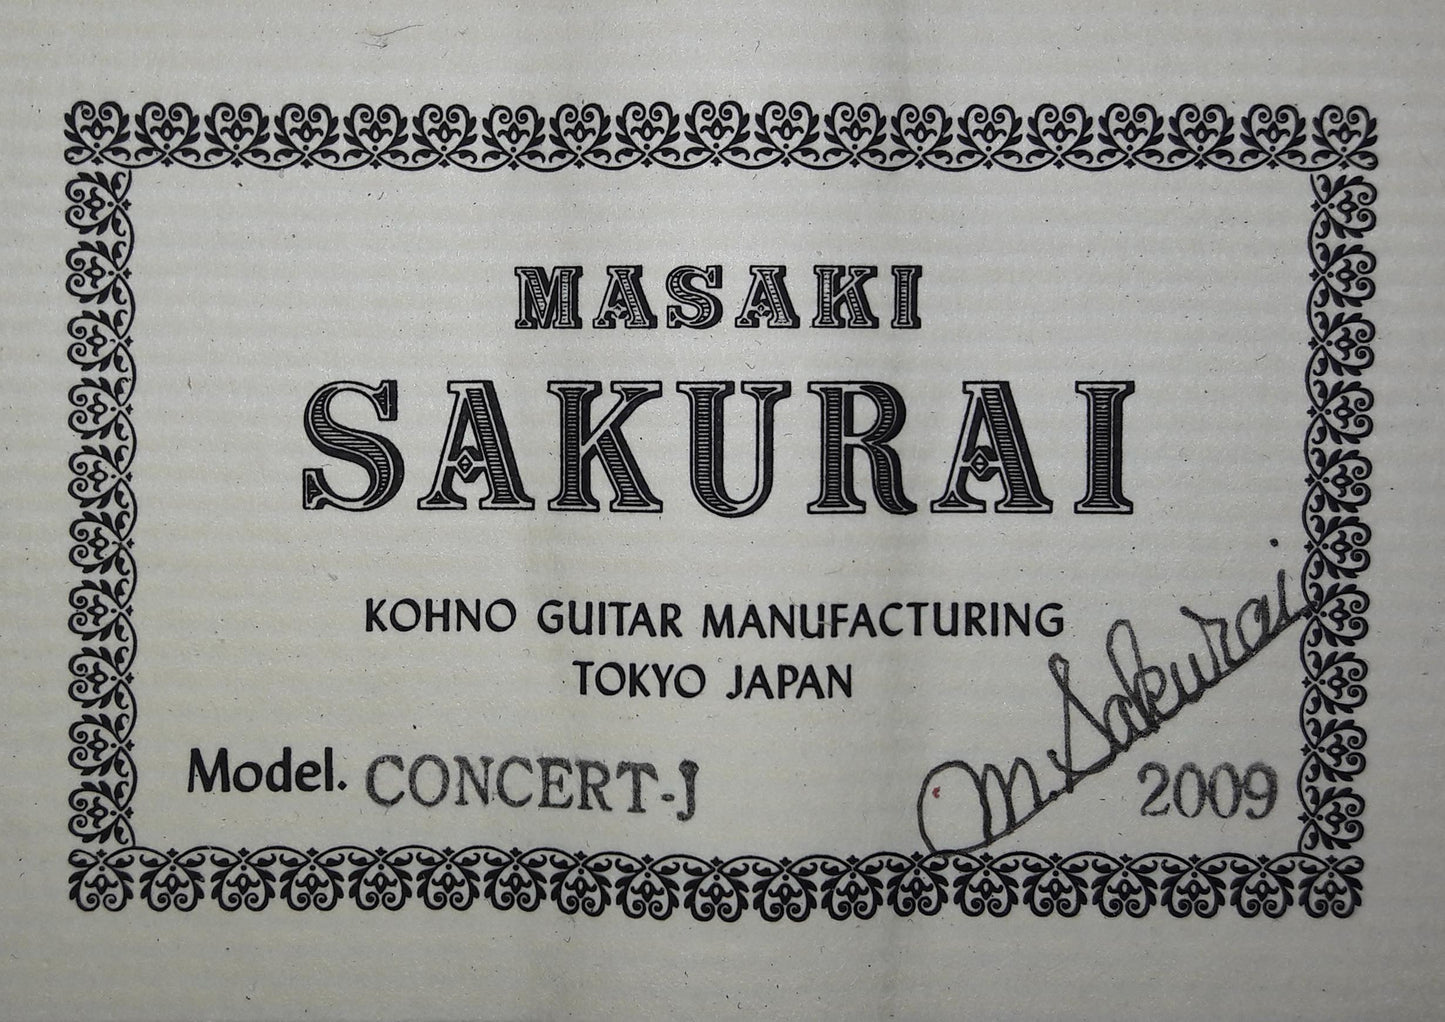 MASAKI
SAKURAI
KOHNO GUITAR MANUFACTURING
TOKYO JAPAN
M. Sakurai
Model. CONCERT-J 2009